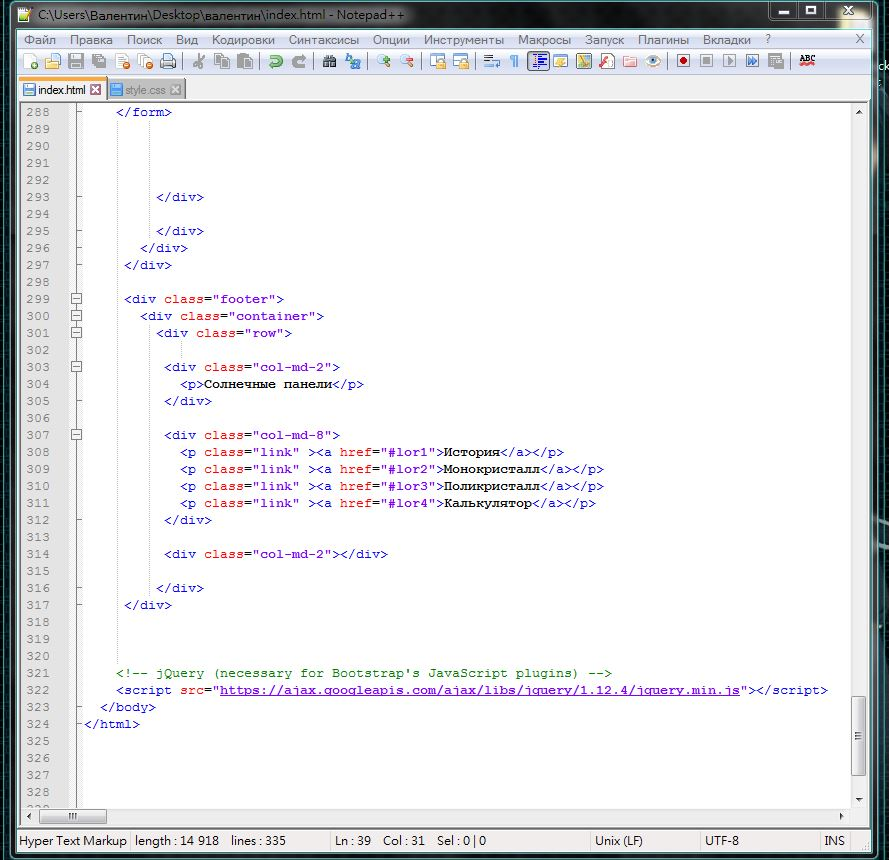 C:\Users\Валентин\Desktop\валентин\index.html - Notepad++
Файл Правка Поиск Вид Кодировки Синтаксисы Опции Инструменты Макросы Запуск Плагины Вкладки ? X
ABC
index.html style.css
288 </form>
289
290
291
292
293 </div>
294
295 </div>
296 </div>
297 </div>
298
299 <div class="footer">
300 <div class="container">
301 <div class="row">
302
303 <div class="col-md-2">
304 <p>Солнечные панели</p>
305 </div>
306
307 <div class="col-md-8">
308 <p class="link" ><a href="#lor1">История</a></p>
309 <p class="link" ><a href="#lor2">Монокристалл</a></p>
310 <p class="link" ><a href="#lor3">Поликристалл</a></p>
311 <p class="link" ><a href="#lor4">Калькулятор</a></p>
312 </div>
313
314 <div class="col-md-2"></div>
315
316 </div>
317 </div>
318
319
320
321 <!-- jQuery (necessary for Bootstrap's JavaScript plugins) -->
322 <script src="https://ajax.googleapis.com/ajax/libs/jquery/1.12.4/jquery.min.js"></script>
323 </body>
324 </html>
325
326
327
328
Hyper Text Markup length : 14 918 lines : 335 Ln : 39 Col : 31 Sel : 0 | 0 Unix (LF) UTF-8 INS